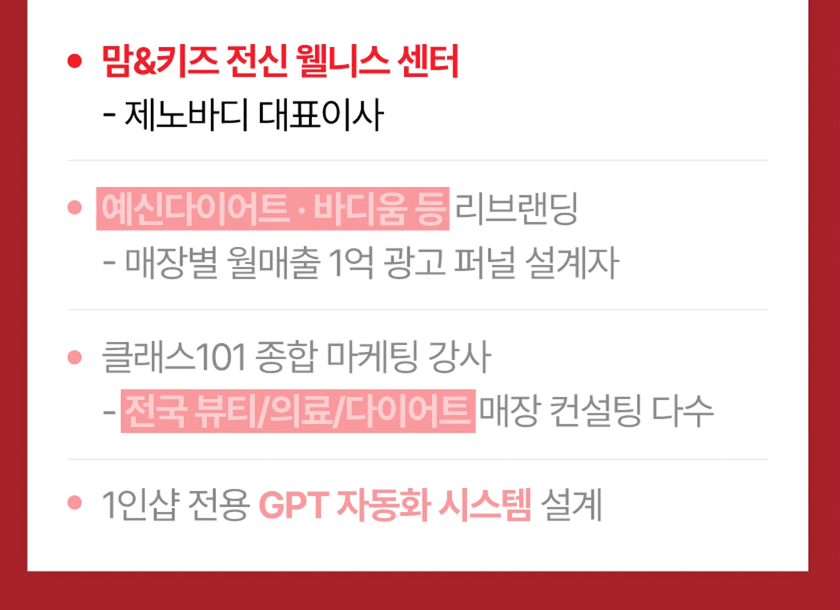 • 맘&키즈 전신 웰니스 센터
- 제노바디 대표이사
• 예신다이어트 · 바디움 등 리브랜딩
- 매장별 월매출 1억 광고 퍼널 설계자
• 클래스101 종합 마케팅 강사
- 전국 뷰티/의료/다이어트 매장 컨설팅 다수
• 1인샵 전용 GPT 자동화 시스템 설계